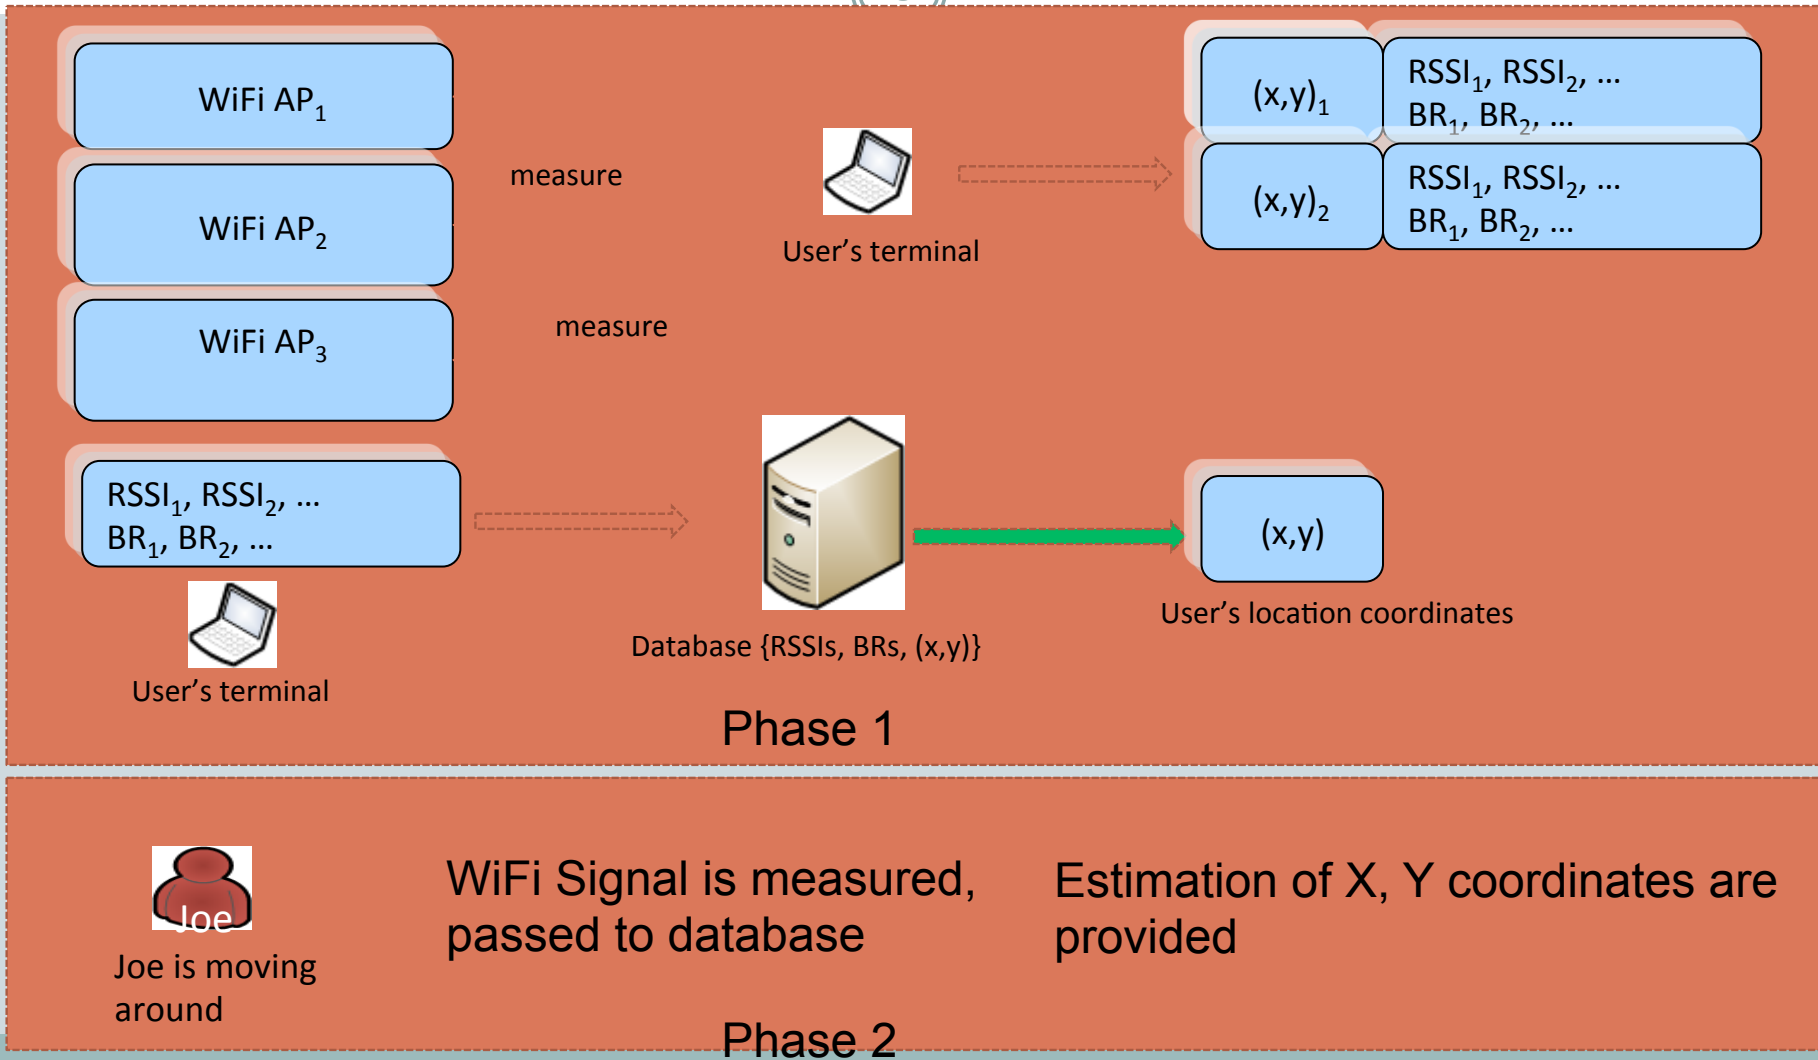 WiFi AP₁
WiFi AP₂
WiFi AP₃
measure
measure
User’s terminal
(x,y)₁
RSSI₁, RSSI₂, ...
BR₁, BR₂, ...
(x,y)₂
RSSI₁, RSSI₂, ...
BR₁, BR₂, ...
RSSI₁, RSSI₂, ...
BR₁, BR₂, ...
User’s terminal
Database {RSSIs, BRs, (x,y)}
(x,y)
User’s location coordinates
Phase 1
Joe
Joe is moving
around
WiFi Signal is measured,
passed to database
Estimation of X, Y coordinates are
provided
Phase 2